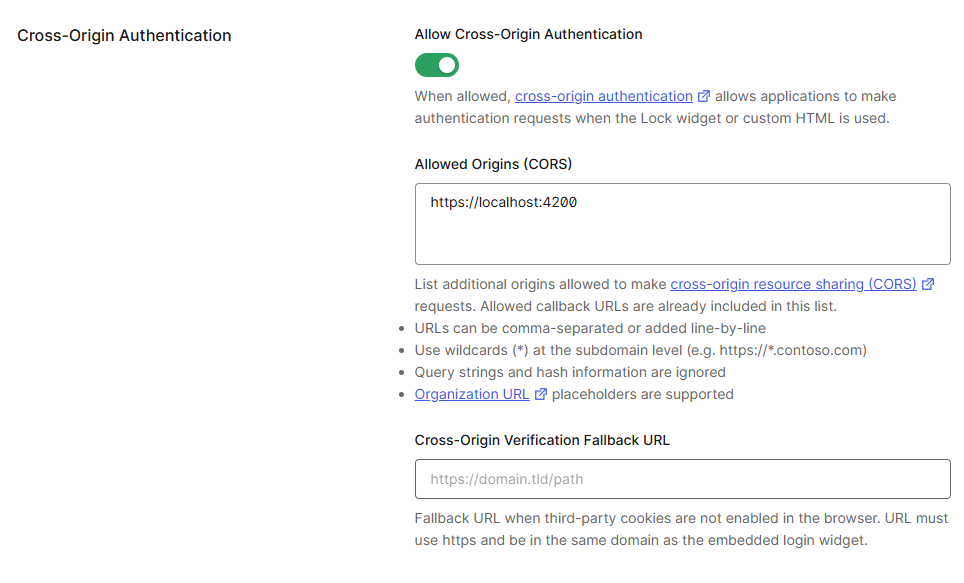 Cross-Origin Authentication
Allow Cross-Origin Authentication
When allowed, cross-origin authentication allows applications to make
authentication requests when the Lock widget or custom HTML is used.
Allowed Origins (CORS)
https://localhost:4200
List additional origins allowed to make cross-origin resource sharing (CORS)
requests. Allowed callback URLs are already included in this list.
• URLs can be comma-separated or added line-by-line
• Use wildcards (*) at the subdomain level (e.g. https://*.contoso.com)
• Query strings and hash information are ignored
• Organization URL placeholders are supported
Cross-Origin Verification Fallback URL
https://domain.tld/path
Fallback URL when third-party cookies are not enabled in the browser. URL must
use https and be in the same domain as the embedded login widget.